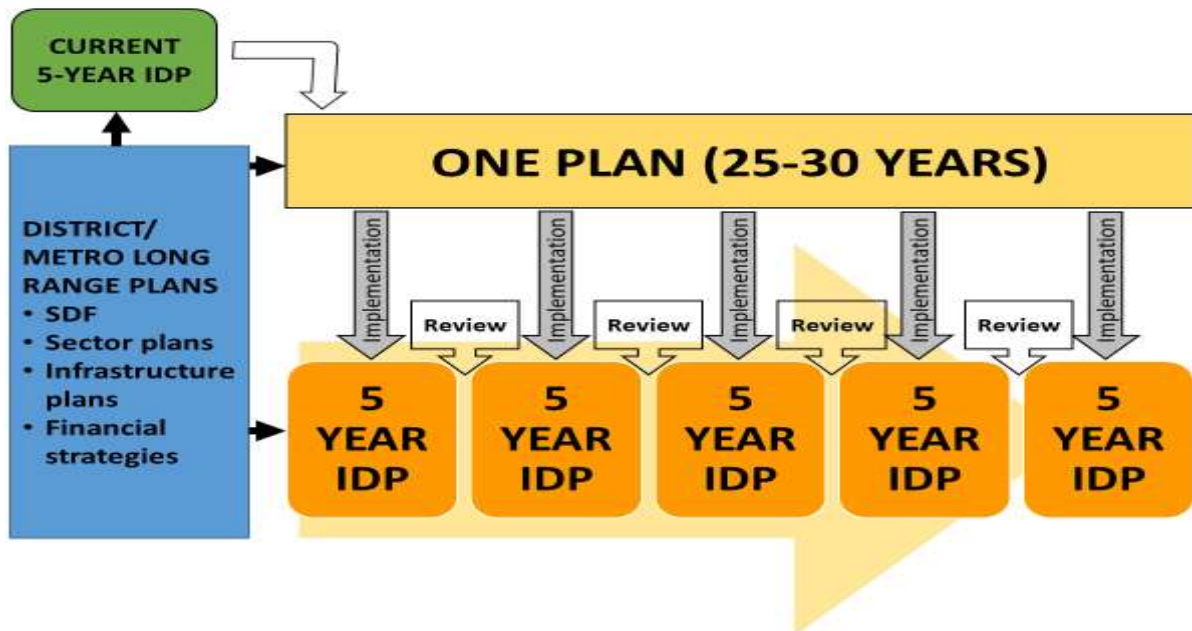 CURRENT
5-YEAR IDP
ONE PLAN (25-30 YEARS)
DISTRICT/
METRO LONG
RANGE PLANS
• SDF
• Sector plans
• Infrastructure
plans
• Financial
strategies
Implementation
Implementation
Implementation
Implementation
Implementation
Review
Review
Review
Review
5
YEAR
IDP
5
YEAR
IDP
5
YEAR
IDP
5
YEAR
IDP
5
YEAR
IDP